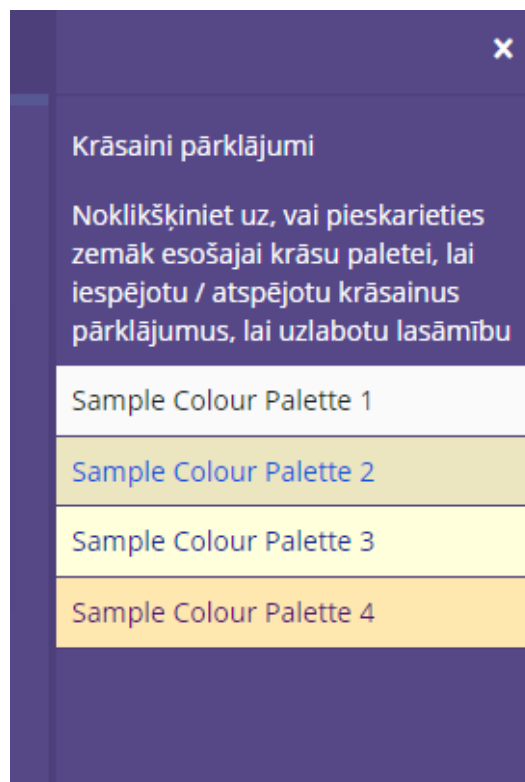 ×
Krāsaini pārklājumi
Noklikšķiniet uz, vai pieskarieties
zemāk esošajai krāsu paletei, lai
iespējotu / atspējotu krāsainus
pārklājumus, lai uzlabotu lasāmību
Sample Colour Palette 1
Sample Colour Palette 2
Sample Colour Palette 3
Sample Colour Palette 4